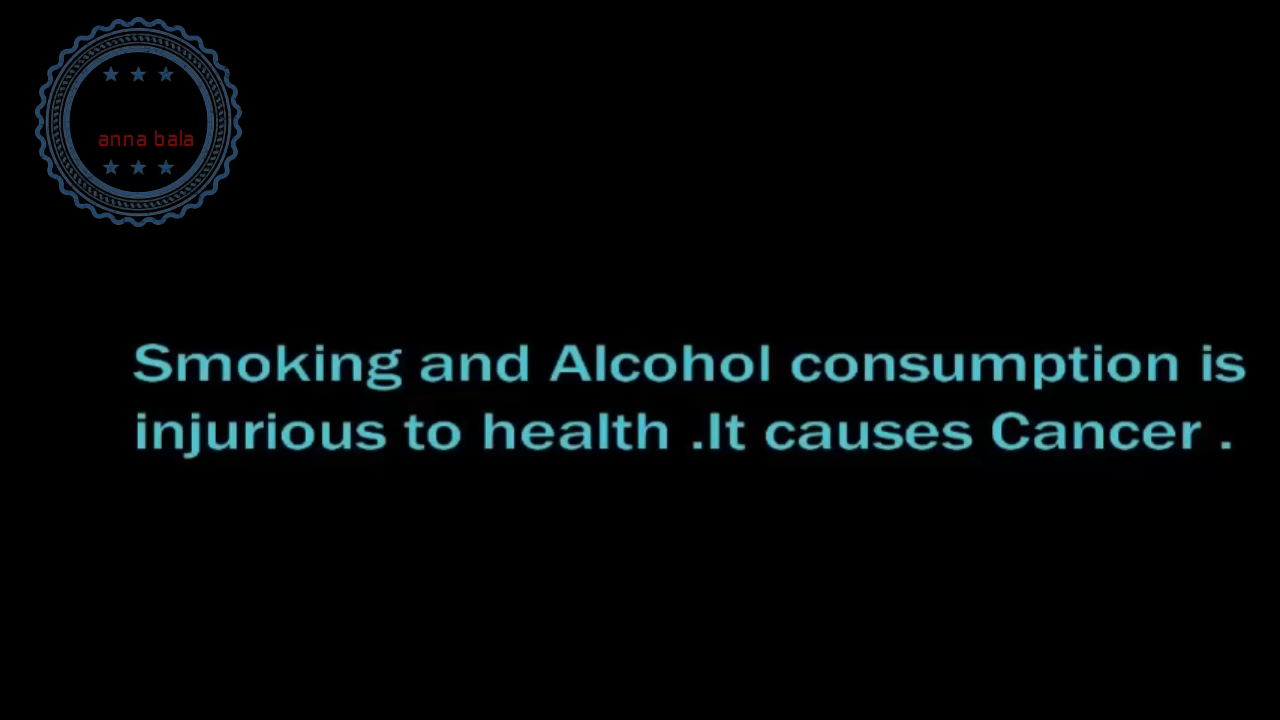 anna bala
Smoking and Alcohol consumption is
injurious to health .It causes Cancer .